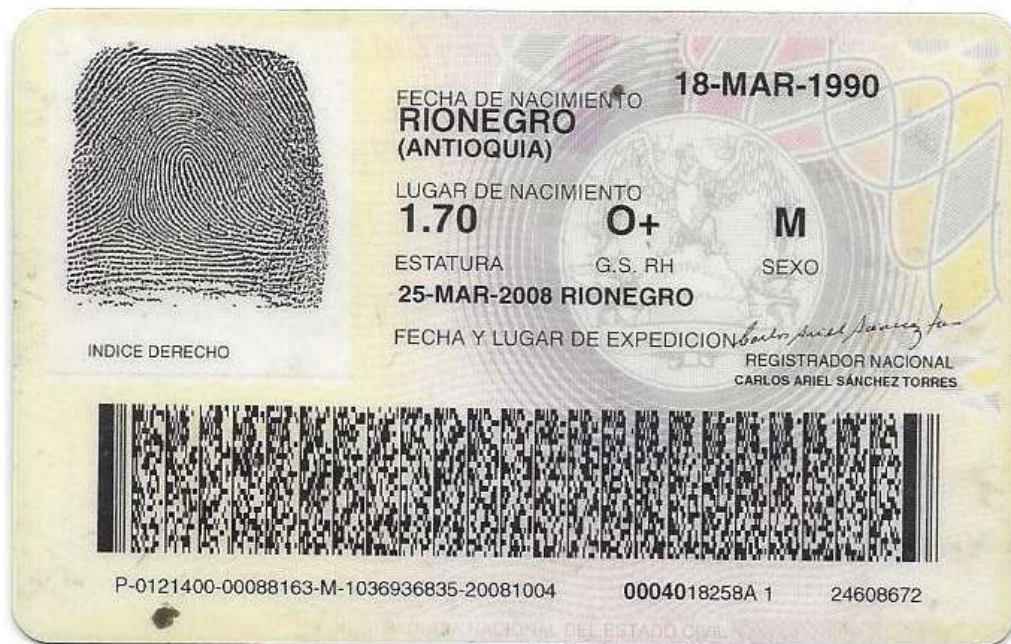 18-MAR-1990
FECHA DE NACIMIENTO
RIONEGRO
(ANTIOQUIA)
LUGAR DE NACIMIENTO
1.70 O+ M
ESTATURA G.S. RH SEXO
25-MAR-2008 RIONEGRO
FECHA Y LUGAR DE EXPEDICION
INDICE DERECHO
REGISTRADOR NACIONAL
CARLOS ARIEL SÁNCHEZ TORRES
P-0121400-00088163-M-1036936835-20081004 0004018258A 1 24608672
NACIONAL DEL ESTADO CIVIL